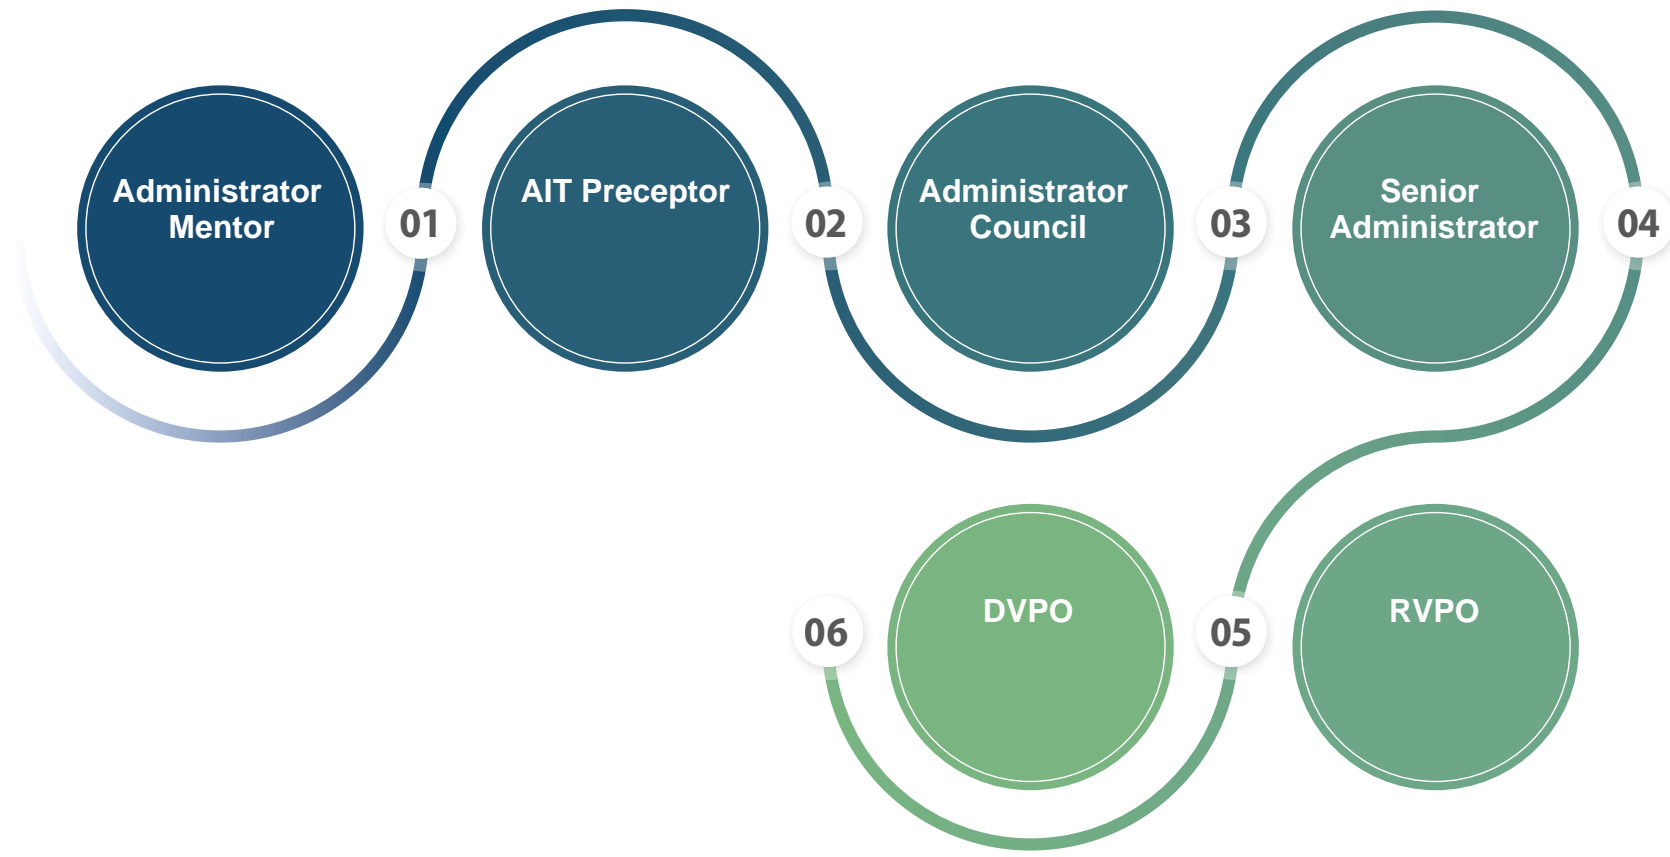 Administrator
Mentor
01
AIT Preceptor
02
Administrator
Council
03
Senior
Administrator
04
RVPO
05
DVPO
06